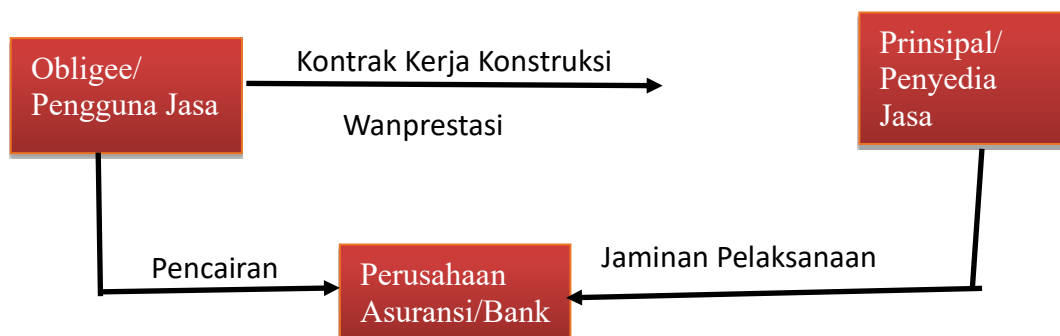 Obligee/
Pengguna Jasa
Kontrak Kerja Konstruksi
Wanprestasi
Prinsipal/
Penyedia
Jasa
Pencairan
Perusahaan
Asuransi/Bank
Jaminan Pelaksanaan